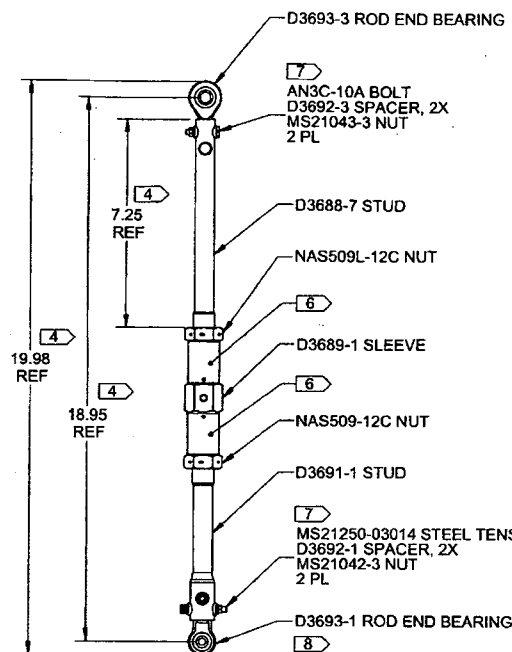 D3693-3 ROD END BEARING
7
AN3C-10A BOLT
D3692-3 SPACER, 2X
MS21043-3 NUT
2 PL
4
7.25
REF
D3688-7 STUD
NAS509L-12C NUT
6
4
19.98
REF
D3689-1 SLEEVE
4
18.95
REF
6
NAS509-12C NUT
D3691-1 STUD
7
MS21250-03014 STEEL TENS
D3692-1 SPACER, 2X
MS21042-3 NUT
2 PL
D3693-1 ROD END BEARING
8